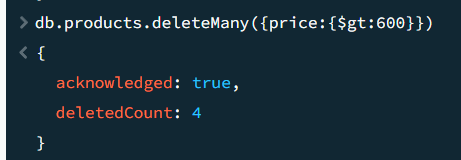 > db.products.deleteMany({price:{$gt:600}})
< {
acknowledged: true,
deletedCount: 4
}